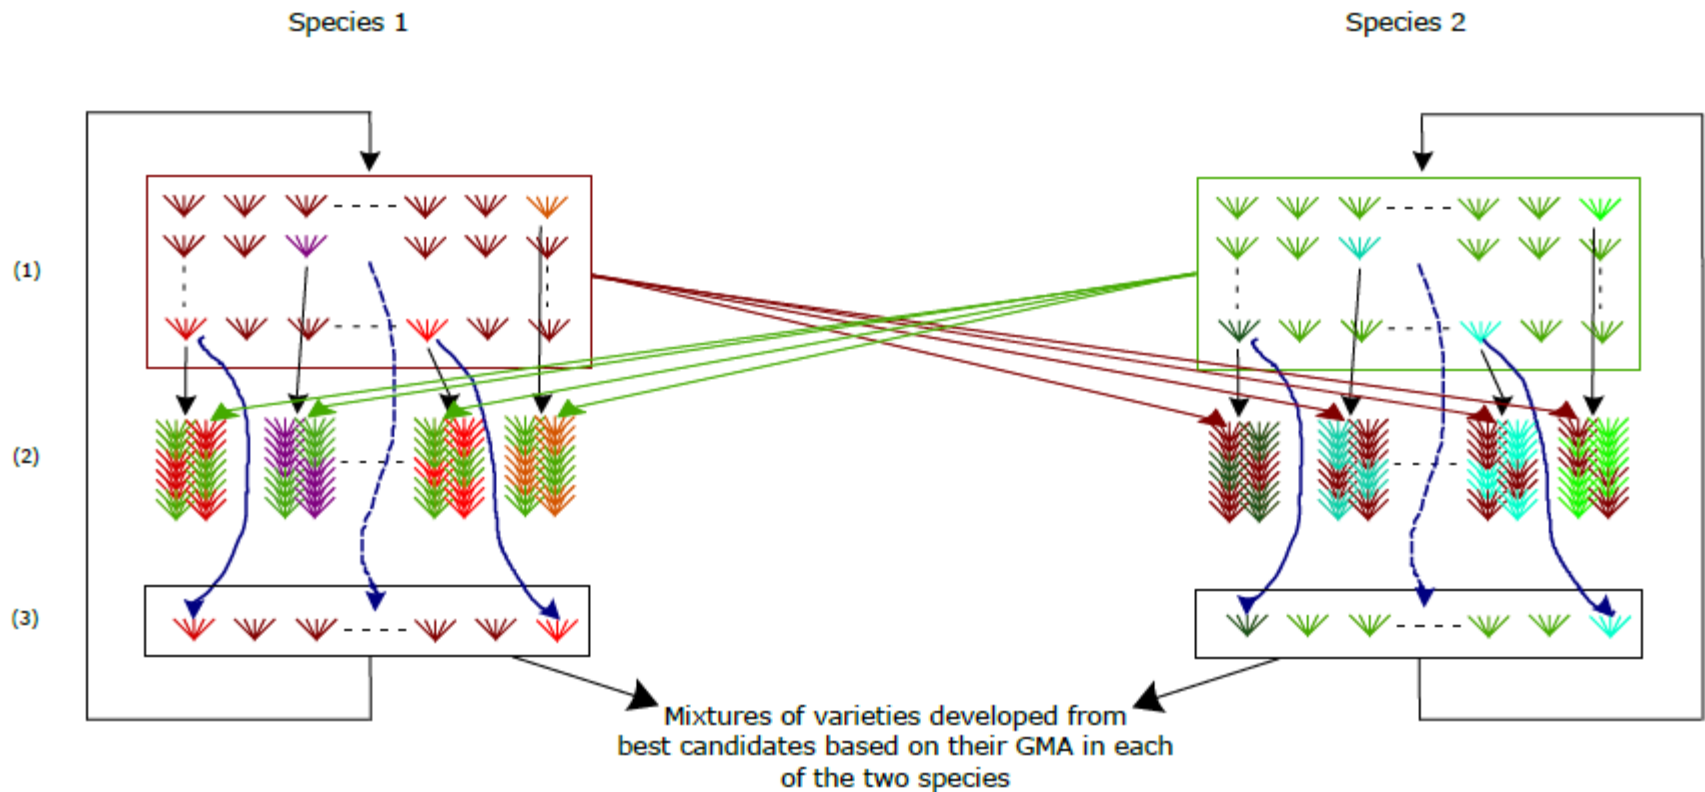 Species 1
Species 2
(1)
(2)
(3)
Mixtures of varieties developed from
best candidates based on their GMA in each
of the two species